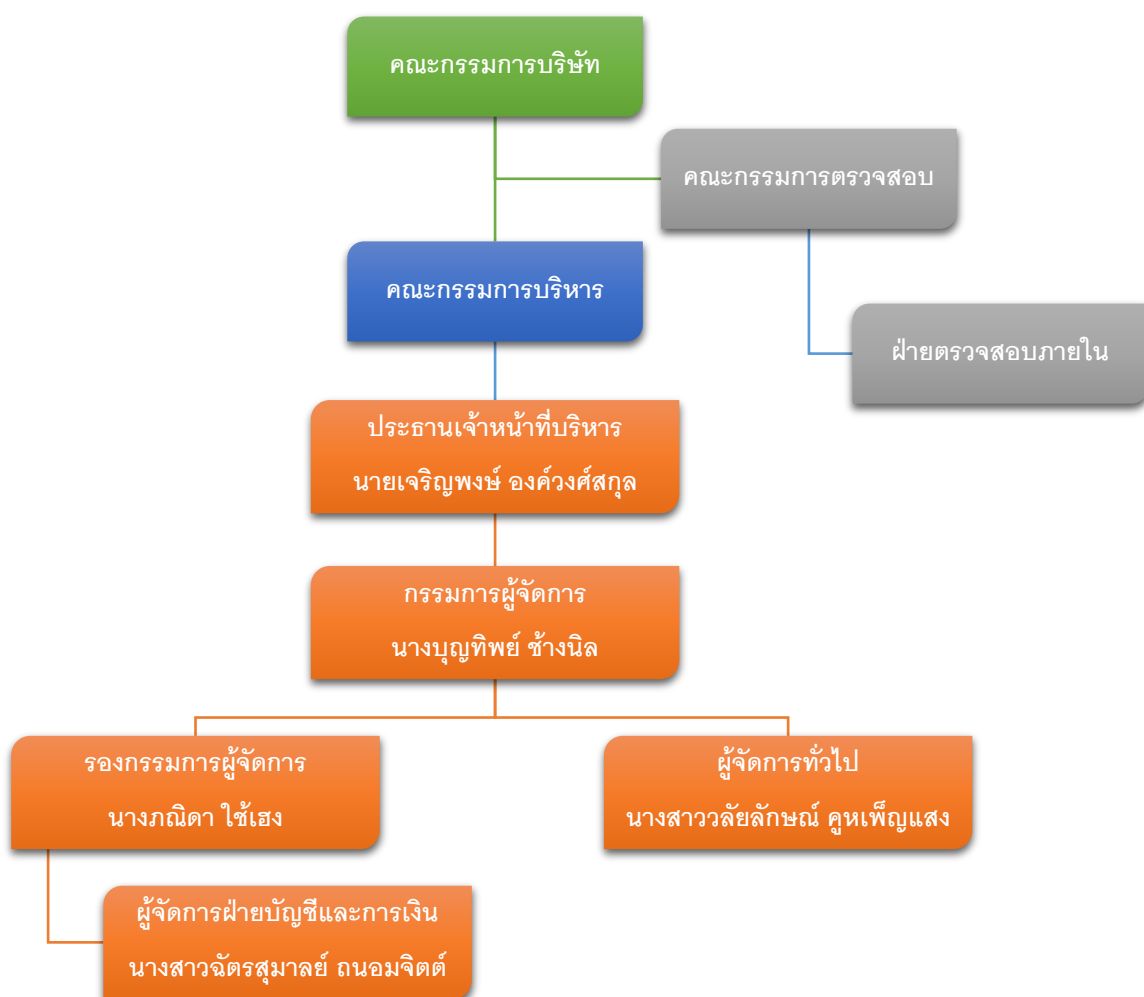 คณะกรรมการบริษัท
คณะกรรมการตรวจสอบ
คณะกรรมการบริหาร
ฝ่ายตรวจสอบภายใน
ประธานเจ้าหน้าที่บริหาร
นายเจริญพงษ์ องค์วงศ์สกุล
กรรมการผู้จัดการ
นางบุญทิพย์ ช้างนิล
รองกรรมการผู้จัดการ
นางภณิดา ใช้เฮง
ผู้จัดการทั่วไป
นางสาววลัยลักษณ์ คูหเพ็ญแสง
ผู้จัดการฝ่ายบัญชีและการเงิน
นางสาวฉัตรสุมาลย์ ถนอมจิตต์